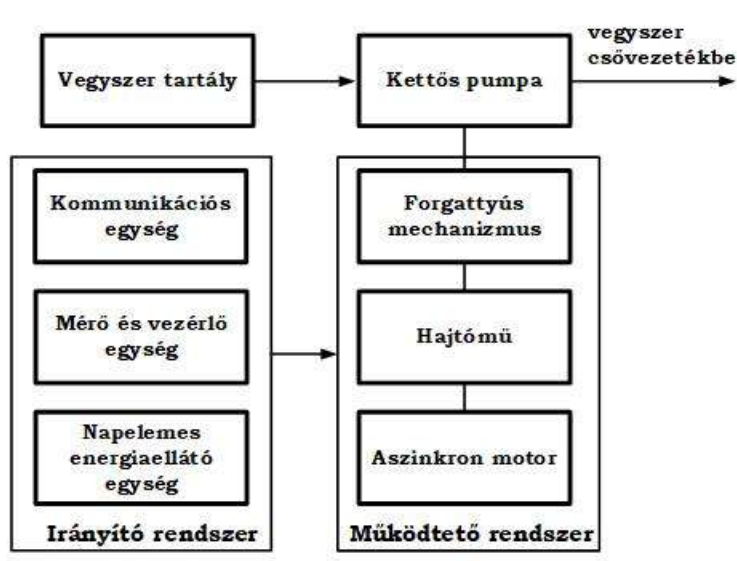 vegyszer
csővezetékbe
Vegyszer tartály
Kettős pumpa
Kommunikációs
egység
Mérő és vezérlő
egység
Napelemes
energiaellátó
egység
Irányító rendszer
Forgattyús
mechanizmus
Hajtómű
Aszinkron motor
Működtető rendszer